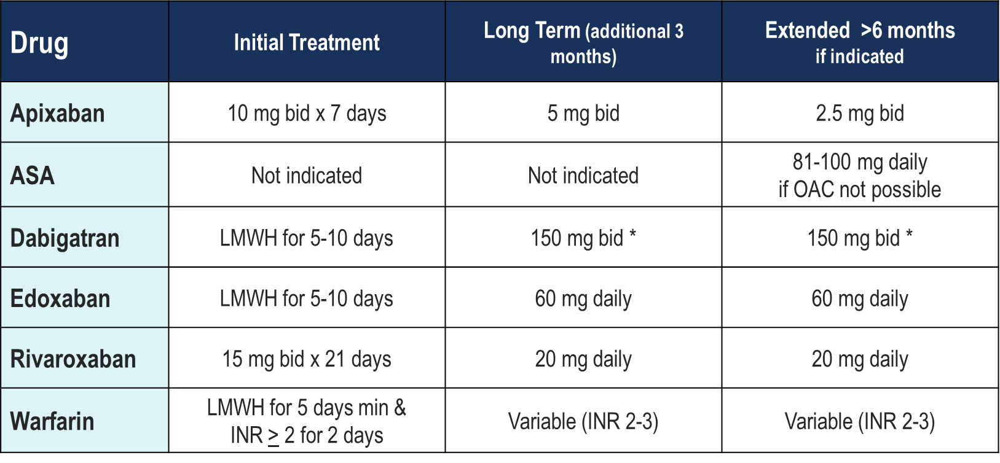 Drug
Initial Treatment
Long Term (additional 3
months)
Extended >6 months
if indicated
Apixaban
10 mg bid x 7 days
5 mg bid
2.5 mg bid
ASA
Not indicated
Not indicated
81-100 mg daily
if OAC not possible
Dabigatran
LMWH for 5-10 days
150 mg bid *
150 mg bid *
Edoxaban
LMWH for 5-10 days
60 mg daily
60 mg daily
Rivaroxaban
15 mg bid x 21 days
20 mg daily
20 mg daily
Warfarin
LMWH for 5 days min &
INR ≥ 2 for 2 days
Variable (INR 2-3)
Variable (INR 2-3)